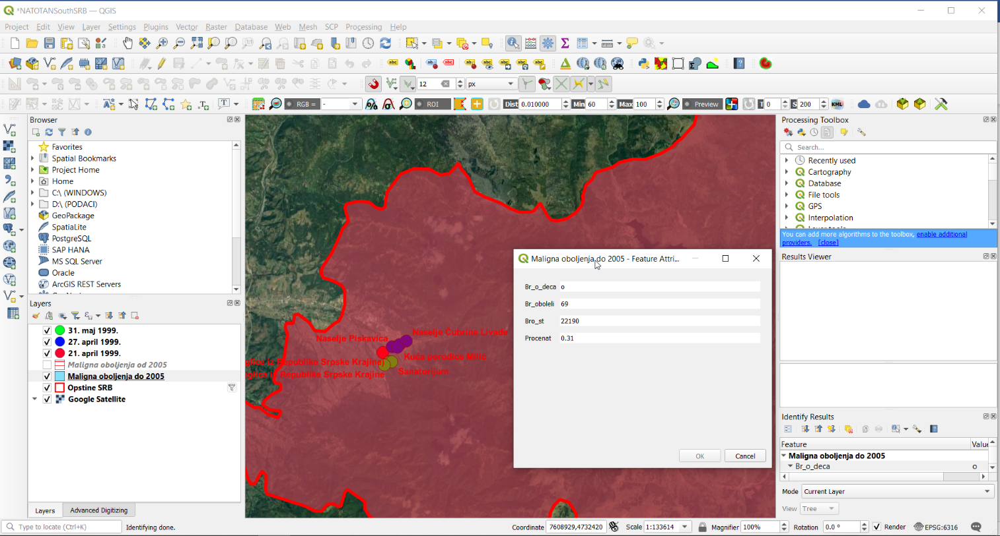 *NATOTANSouthSRB — QGIS
Project Edit View Layer Settings Plugins Vector Raster Database Web Mesh SCP Processing Help
12 px
RGB = - ROI Dist 0.010000 Min 60 Max 100 Preview T 0 S 200 KML
Browser
Favorites
Spatial Bookmarks
Project Home
Home
C:\ (WINDOWS)
D:\ (PODACI)
GeoPackage
SpatiaLite
PostgreSQL
SAP HANA
MS SQL Server
Oracle
ArcGIS REST Servers
Layers
31. maj 1999.
27. april 1999.
21. april 1999.
Maligna oboljenja od 2005
Maligna oboljenja do 2005
Opstine SRB
Google Satellite
Layers Advanced Digitizing
Naselje Čubrina Livade
Naselje Piskavica
Kuća porodice Milić
iz Republike Srpske Krajine
Sanatorijum
iz Republike Srpske Krajine
Maligna oboljenja do 2005 - Feature Attri...
Br_o_deca o
Br_oboleli 69
Bro_st 22190
Procenat 0.31
OK Cancel
Processing Toolbox
Search...
Recently used
Cartography
Database
File tools
GPS
Interpolation
You can add more algorithms to the toolbox, enable additional
providers. [close]
Results Viewer
Identify Results
Feature Value
Maligna oboljenja do 2005
Br_o_deca o
Mode Current Layer
View Tree
Type to locate (Ctrl+K) Identifying done. Coordinate 7608929,4732420 Scale 1:133614 Magnifier 100% Rotation 0.0 ° Render EPSG:6316